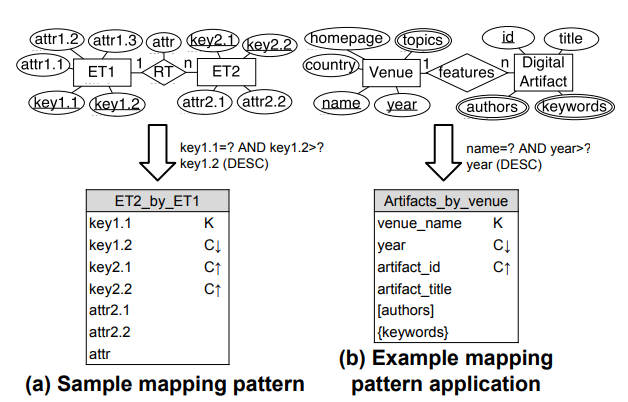 attr1.2 attr1.3 attr key2.1 key2.2
attr1.1 ET1 1 RT n ET2
key1.1 key1.2 attr2.1 attr2.2
key1.1=? AND key1.2>?
key1.2 (DESC)
ET2_by_ET1
key1.1 K
key1.2 C↓
key2.1 C↑
key2.2 C↑
attr2.1
attr2.2
attr
(a) Sample mapping pattern
homepage topics id title
country Venue 1 features n Digital
Artifact
name year authors keywords
name=? AND year>?
year (DESC)
Artifacts_by_venue
venue_name K
year C↓
artifact_id C↑
artifact_title
[authors]
{keywords}
(b) Example mapping
pattern application